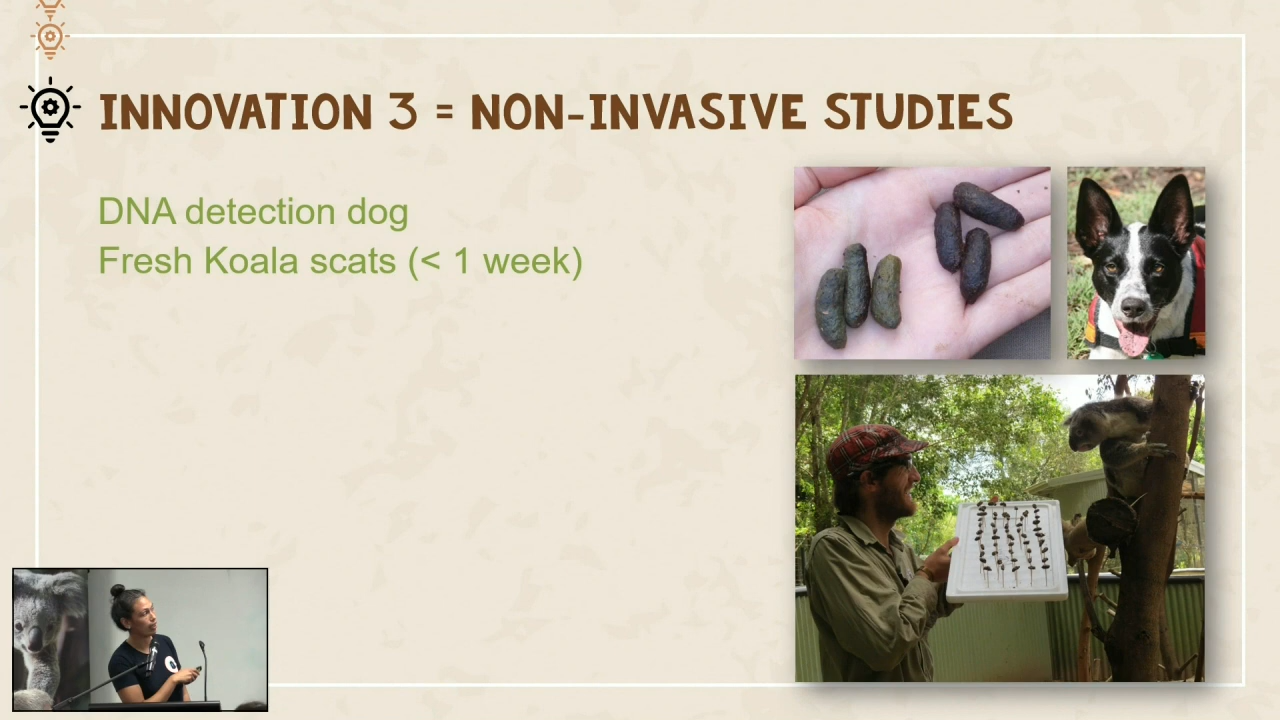 INNOVATION 3 = NON-INVASIVE STUDIES
DNA detection dog
Fresh Koala scats (< 1 week)